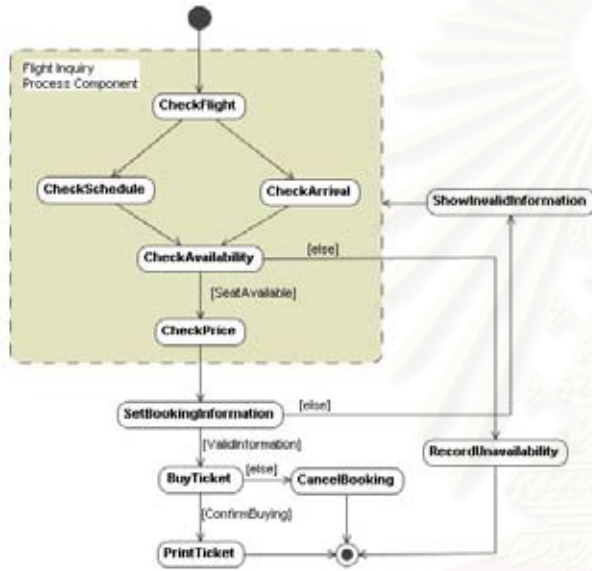 Flight Inquiry
Process Component
CheckFlight
CheckSchedule
CheckArrival
ShowInvalidInformation
CheckAvailability
[else]
[SeatAvailable]
CheckPrice
SetBookingInformation
[else]
[ValidInformation]
RecordUnavailability
BuyTicket
[else]
CancelBooking
[ConfirmBuying]
PrintTicket